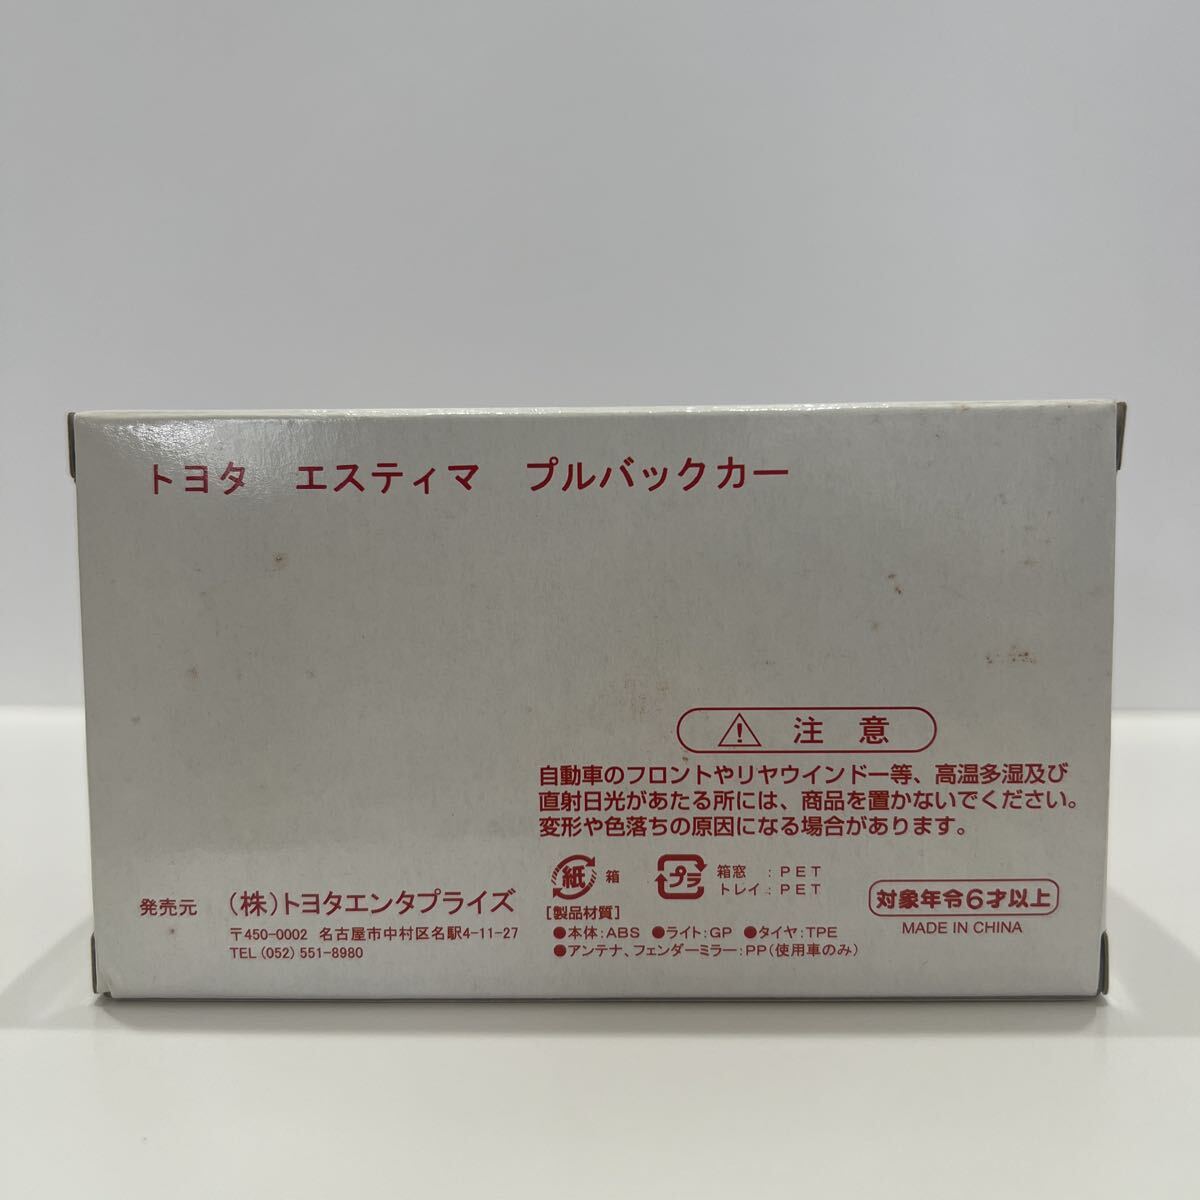 トヨタ　エスティマ　プルバックカー
注　意
自動車のフロントやリヤウインドー等、高温多湿及び
直射日光があたる所には、商品を置かないでください。
変形や色落ちの原因になる場合があります。
紙 箱
プラ 箱窓　：PET
トレイ：PET
[製品材質]
●本体：ABS　●ライト：GP　●タイヤ：TPE
●アンテナ、フェンダーミラー：PP（使用車のみ）
対象年令6才以上
MADE IN CHINA
発売元　（株）トヨタエンタプライズ
〒450-0002　名古屋市中村区名駅4-11-27
TEL（052）551-8980